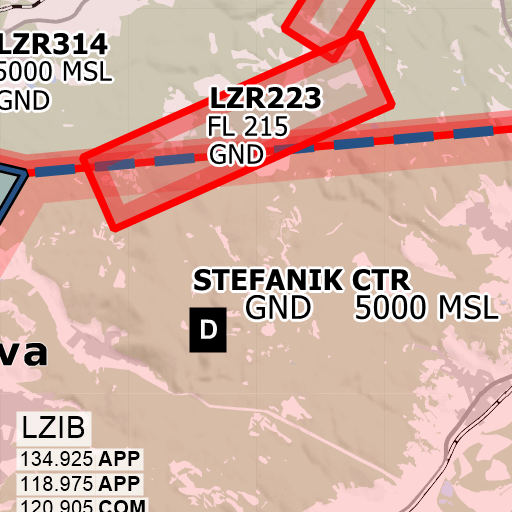 LZR314
5000 MSL
GND
LZR223
FL 215
GND
STEFANIK CTR
GND 5000 MSL
D
va
LZIB
134.925 APP
118.975 APP
120.905 COM